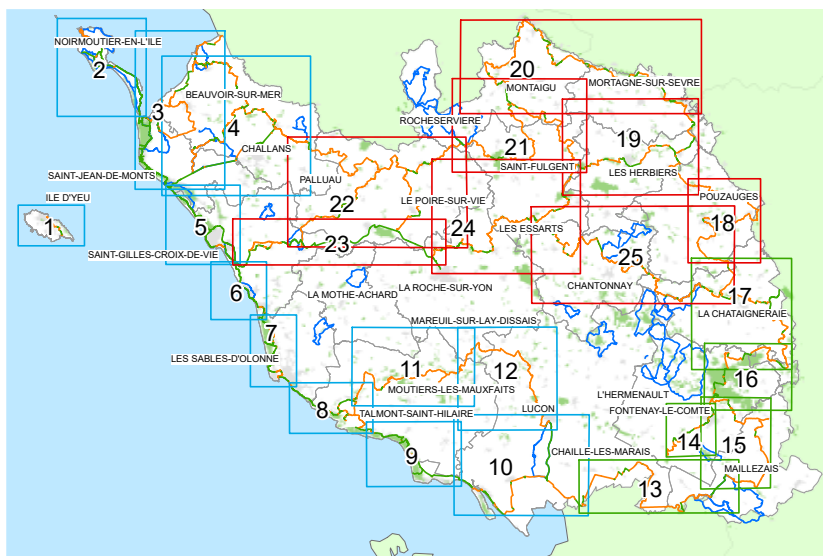 NOIRMOUTIER-EN-L'ILE
2
20
MORTAGNE-SUR-SEVRE
MONTAIGU
BEAUVOIR-SUR-MER
3
4
ROCHESERVIERE
CHALLANS
21
19
SAINT-FULGENT
LES HERBIERS
SAINT-JEAN-DE-MONTS
PALLUAU
ILE D'YEU
22
LE POIRE-SUR-VIE
POUZAUGES
1
5
24
LES ESSARTS
18
23
SAINT-GILLES-CROIX-DE-VIE
25
6
LA MOTHE-ACHARD
LA ROCHE-SUR-YON
CHANTONNAY
17
LA CHATAIGNERAIE
MAREUIL-SUR-LAY-DISSAIS
7
LES SABLES-D'OLONNE
11
12
16
MOUTIERS-LES-MAUXFAITS
L'HERMENAULT
8
TALMONT-SAINT-HILAIRE
LUCON
FONTENAY-LE-COMTE
14
15
9
CHAILLE-LES-MARAIS
10
MAILLEZAIS
13